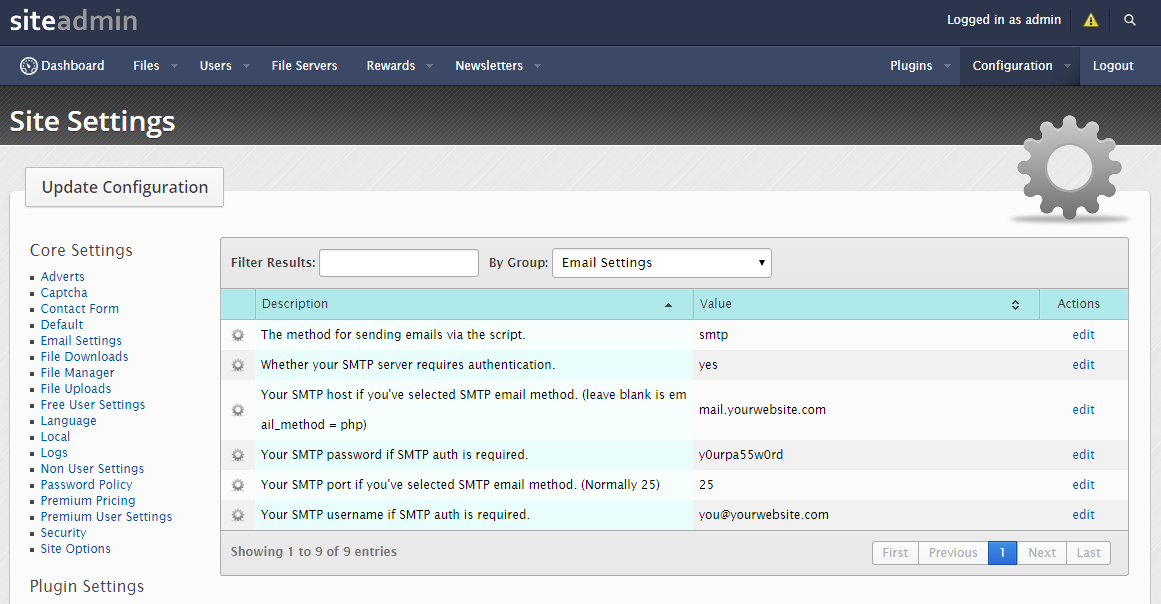 siteadmin
Logged in as admin
Dashboard Files Users File Servers Rewards Newsletters Plugins Configuration Logout
Site Settings
Update Configuration
Core Settings
Adverts
Captcha
Contact Form
Default
Email Settings
File Downloads
File Manager
File Uploads
Free User Settings
Language
Local
Logs
Non User Settings
Password Policy
Premium Pricing
Premium User Settings
Security
Site Options
Plugin Settings
Filter Results: By Group: Email Settings
Description Value Actions
The method for sending emails via the script. smtp edit
Whether your SMTP server requires authentication. yes edit
Your SMTP host if you've selected SMTP email method. (leave blank is em
ail_method = php) mail.yourwebsite.com edit
Your SMTP password if SMTP auth is required. y0urpa55w0rd edit
Your SMTP port if you've selected SMTP email method. (Normally 25) 25 edit
Your SMTP username if SMTP auth is required. you@yourwebsite.com edit
Showing 1 to 9 of 9 entries First Previous 1 Next Last